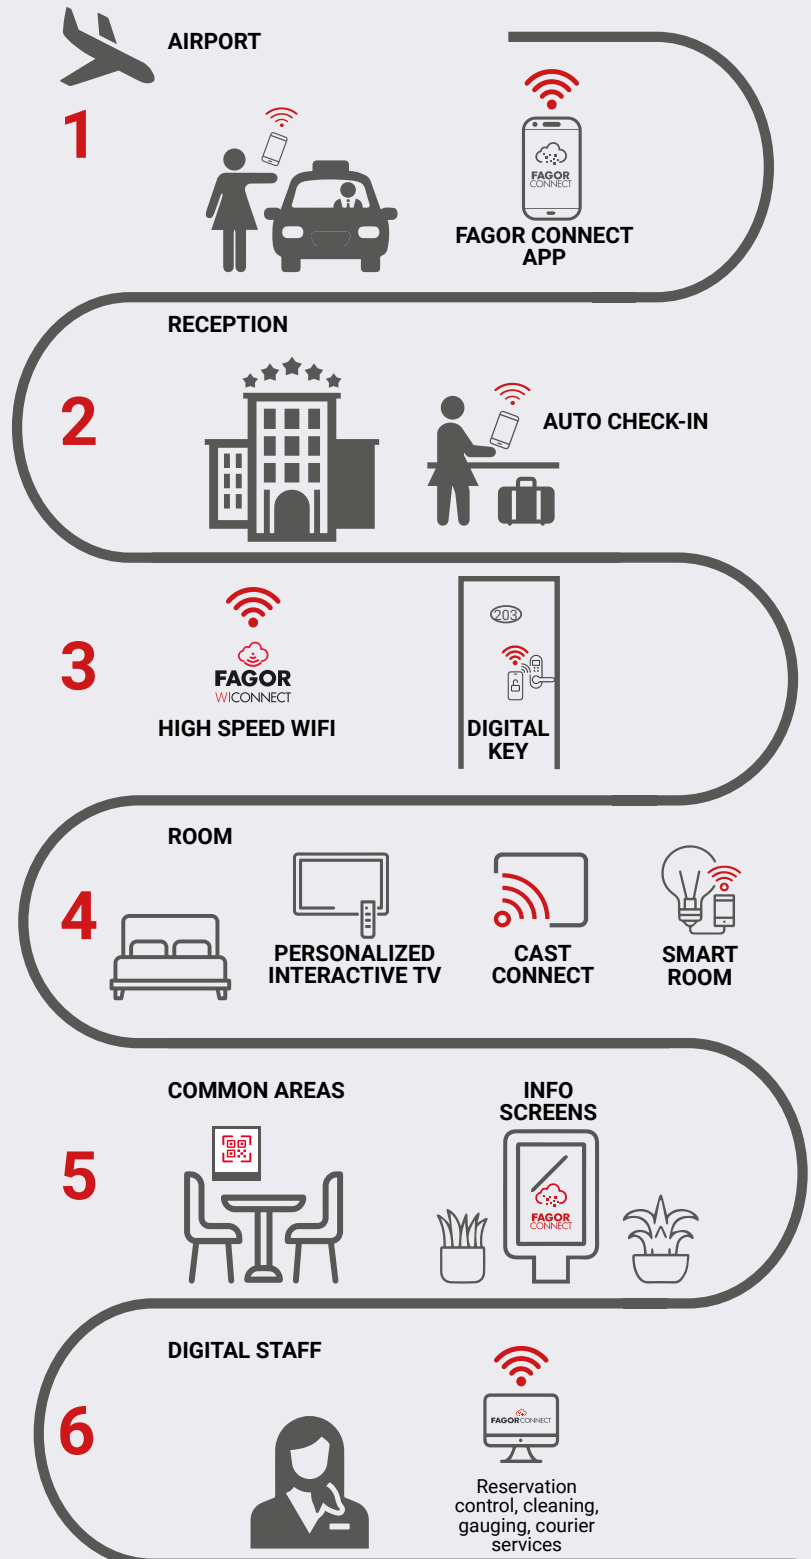 AIRPORT
1
FAGOR
CONNECT
FAGOR CONNECT
APP
RECEPTION
2
AUTO CHECK-IN
3
FAGOR
WICONNECT
HIGH SPEED WIFI
203
DIGITAL
KEY
ROOM
4
PERSONALIZED
INTERACTIVE TV
CAST
CONNECT
SMART
ROOM
COMMON AREAS
INFO
SCREENS
5
FAGOR
CONNECT
DIGITAL STAFF
6
FAGORCONNECT
Reservation
control, cleaning,
gauging, courier
services